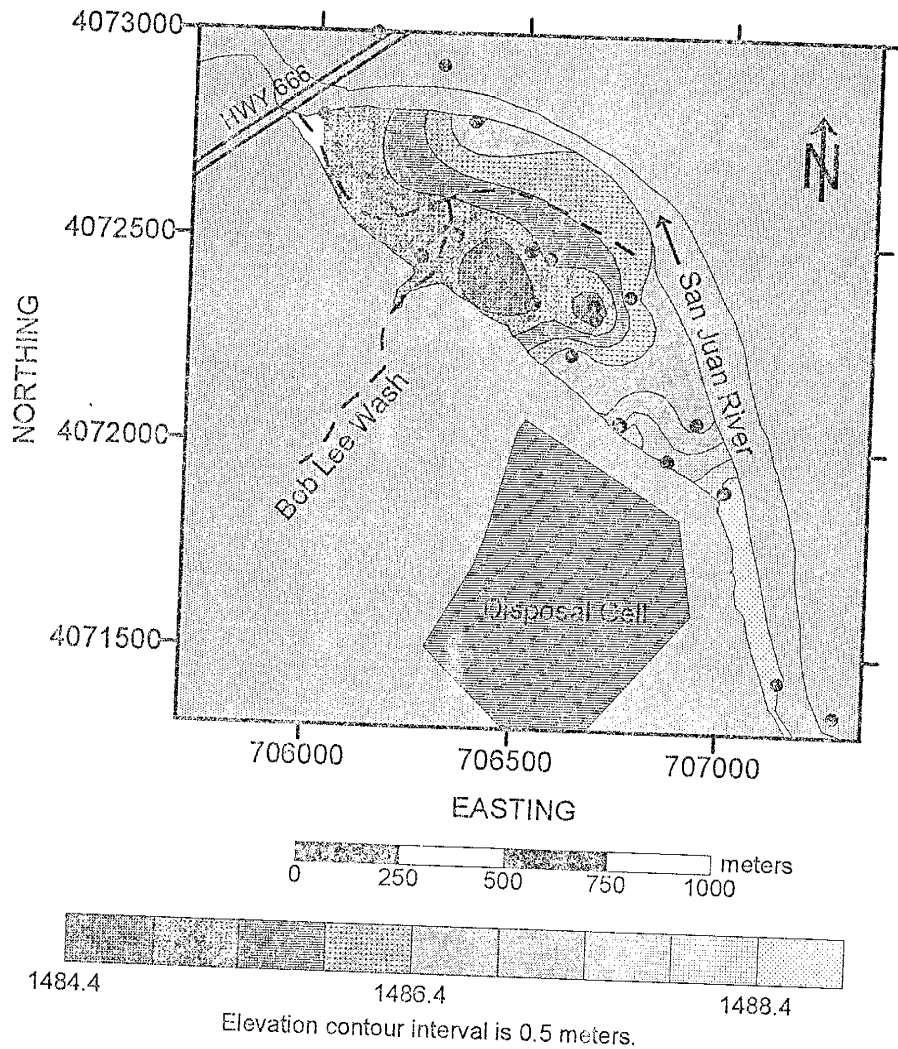 4073000
HWY 666
N
4072500
San Juan River
NORTHING
4072000
Bob Lee Wash
Disposal Cell
4071500
706000 706500 707000
EASTING
meters
0 250 500 750 1000
1484.4 1486.4 1488.4
Elevation contour interval is 0.5 meters.